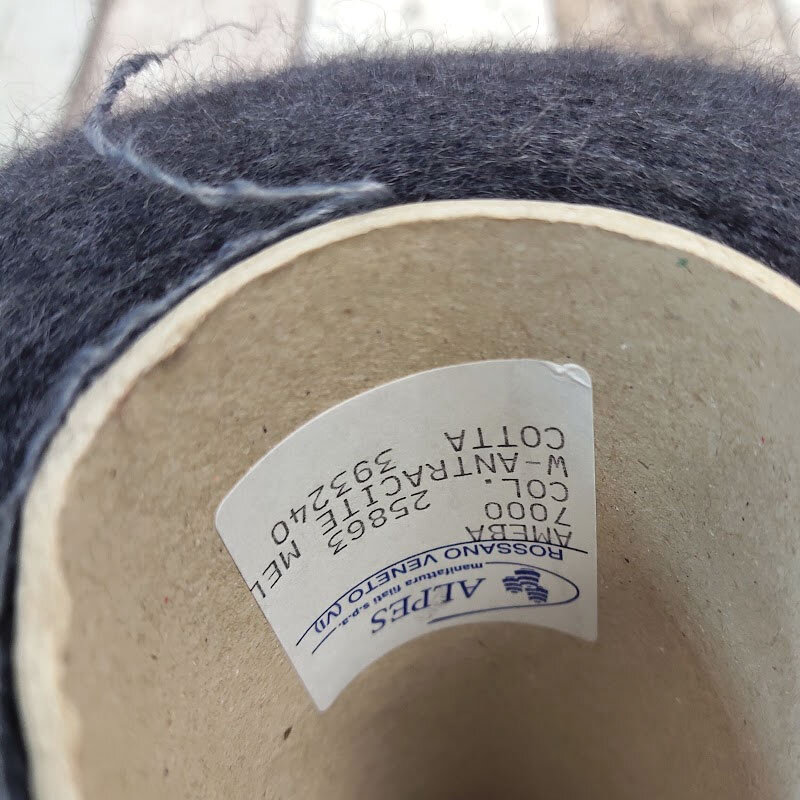 ALPES
manifattura filati s.p.a.
ROSSANO VENETO (VI)
AMEBA
7000
COL. 25863
W-ANTRACITE MEL
COTTA 393240